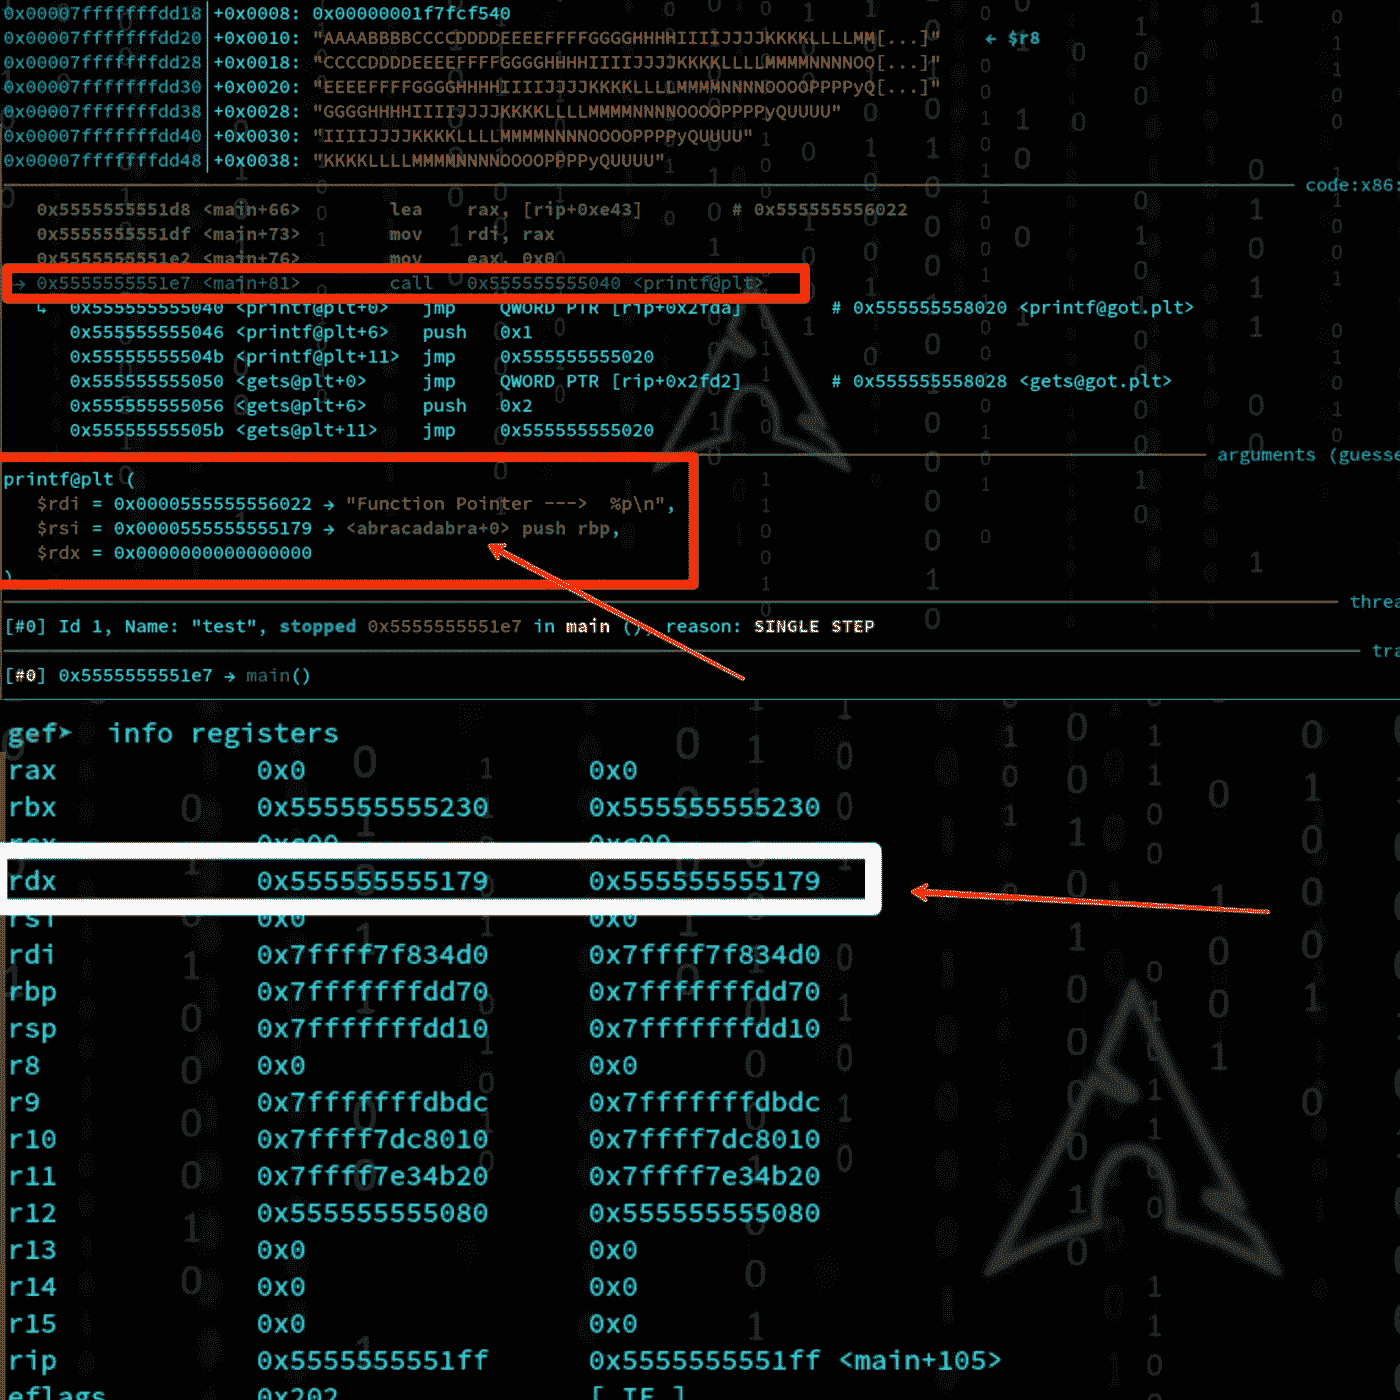 0x00007fffffffdd18|+0x0008: 0x00000001f7fcf540
0x00007fffffffdd20|+0x0010: "AAAABBBBCCCCDDDDEEEEFFFFGGGGHHHHIIIIJJJJKKKKLLLLMM[...]" ← $r8
0x00007fffffffdd28|+0x0018: "CCCCDDDDEEEEFFFFGGGGHHHHIIIIJJJJKKKKLLLLMMMMNNNNOO[...]"
0x00007fffffffdd30|+0x0020: "EEEEFFFFGGGGHHHHIIIIJJJJKKKKLLLLMMMMNNNNOOOOPPPPyQ[...]"
0x00007fffffffdd38|+0x0028: "GGGGHHHHIIIIJJJJKKKKLLLLMMMMNNNNOOOOPPPPyQUUUU"
0x00007fffffffdd40|+0x0030: "IIIIJJJJKKKKLLLLMMMMNNNNOOOOPPPPyQUUUU"
0x00007fffffffdd48|+0x0038: "KKKKLLLLMMMMNNNNOOOOPPPPyQUUUU"
code:x86:
0x5555555551d8 <main+66> lea rax, [rip+0xe43] # 0x555555556022
0x5555555551df <main+73> mov rdi, rax
0x5555555551e2 <main+76> mov eax, 0x0
→ 0x5555555551e7 <main+81> call 0x555555555040 <printf@plt>
↳ 0x555555555040 <printf@plt+0> jmp QWORD PTR [rip+0x2fda] # 0x555555558020 <printf@got.plt>
0x555555555046 <printf@plt+6> push 0x1
0x55555555504b <printf@plt+11> jmp 0x555555555020
0x555555555050 <gets@plt+0> jmp QWORD PTR [rip+0x2fd2] # 0x555555558028 <gets@got.plt>
0x555555555056 <gets@plt+6> push 0x2
0x55555555505b <gets@plt+11> jmp 0x555555555020
arguments (guesse
printf@plt (
$rdi = 0x0000555555556022 → "Function Pointer ---> %p\n",
$rsi = 0x0000555555555179 → <abracadabra+0> push rbp,
$rdx = 0x0000000000000000
)
threa
[#0] Id 1, Name: "test", stopped 0x5555555551e7 in main (), reason: SINGLE STEP
tra
[#0] 0x5555555551e7 → main()
gef➤ info registers
rax 0x0 0x0
rbx 0x555555555230 0x555555555230
rcx 0xc00 0xc00
rdx 0x555555555179 0x555555555179
rsi 0x0 0x0
rdi 0x7ffff7f834d0 0x7ffff7f834d0
rbp 0x7fffffffdd70 0x7fffffffdd70
rsp 0x7fffffffdd10 0x7fffffffdd10
r8 0x0 0x0
r9 0x7fffffffdbdc 0x7fffffffdbdc
r10 0x7ffff7dc8010 0x7ffff7dc8010
r11 0x7ffff7e34b20 0x7ffff7e34b20
r12 0x555555555080 0x555555555080
r13 0x0 0x0
r14 0x0 0x0
r15 0x0 0x0
rip 0x5555555551ff 0x5555555551ff <main+105>
eflags 0x202 [ IF ]